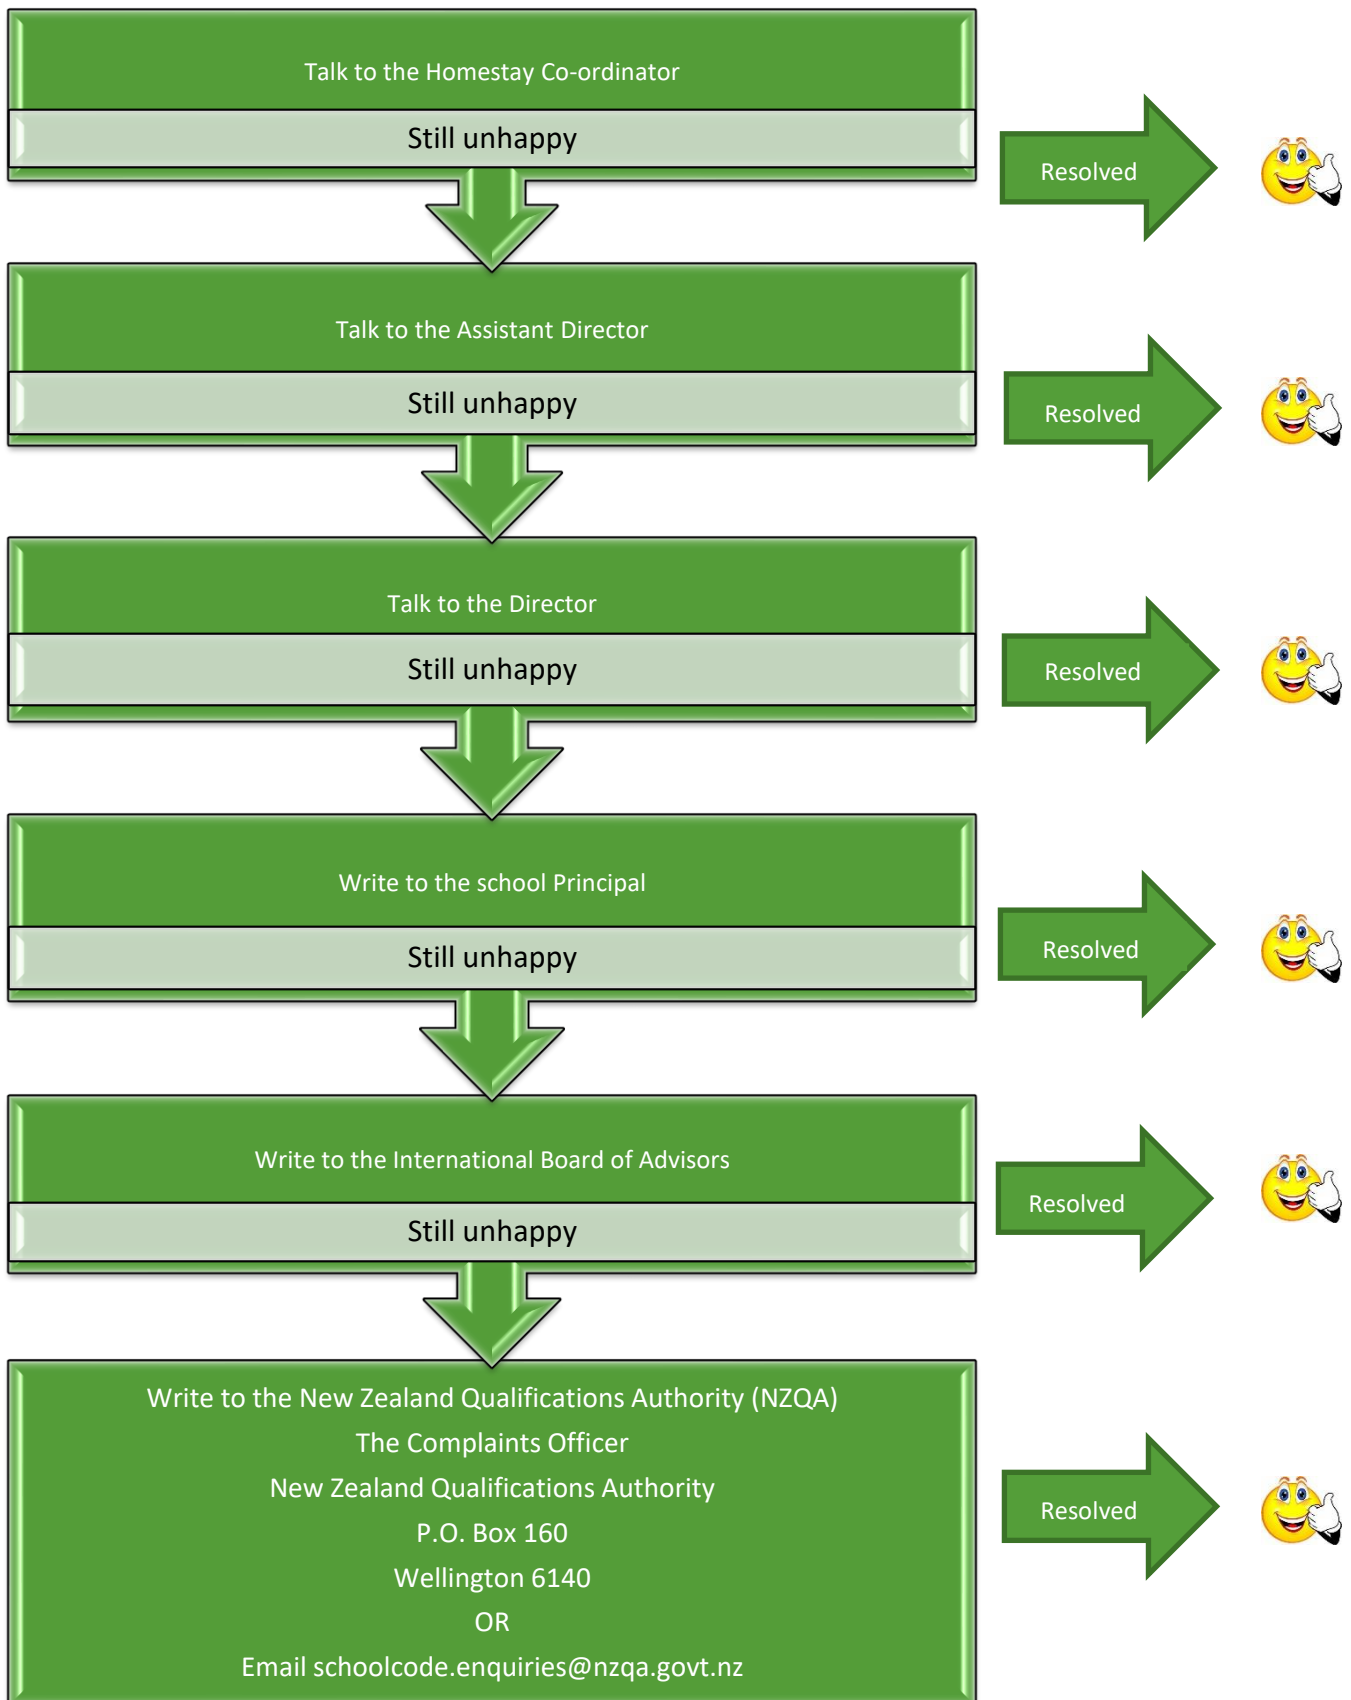 Talk to the Homestay Co-ordinator
Still unhappy
Resolved
Talk to the Assistant Director
Still unhappy
Resolved
Talk to the Director
Still unhappy
Resolved
Write to the school Principal
Still unhappy
Resolved
Write to the International Board of Advisors
Still unhappy
Resolved
Write to the New Zealand Qualifications Authority (NZQA)
The Complaints Officer
New Zealand Qualifications Authority
P.O. Box 160
Wellington 6140
OR
Email schoolcode.enquiries@nzqa.govt.nz
Resolved